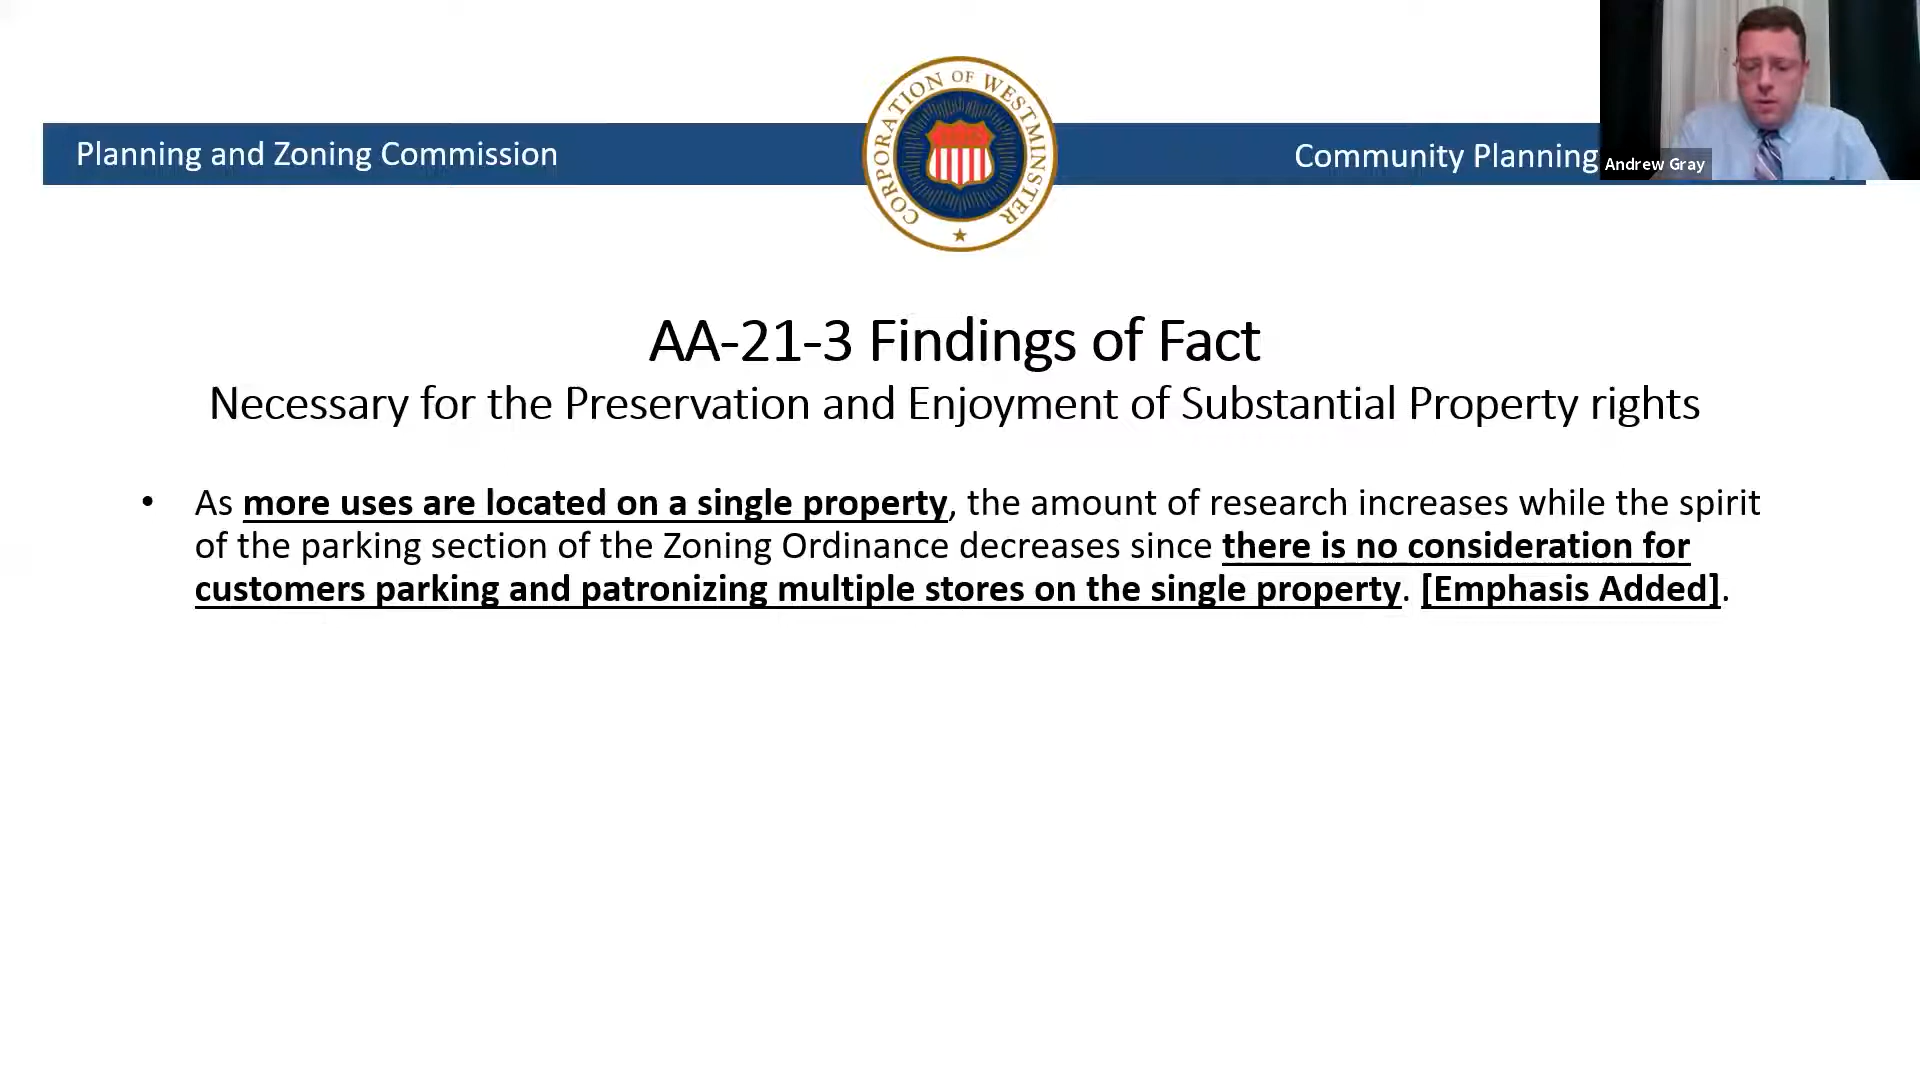 CORPORATION OF WESTMINSTER
Planning and Zoning Commission
Community Planning
Andrew Gray
AA-21-3 Findings of Fact
Necessary for the Preservation and Enjoyment of Substantial Property rights
• As more uses are located on a single property, the amount of research increases while the spirit
of the parking section of the Zoning Ordinance decreases since there is no consideration for
customers parking and patronizing multiple stores on the single property. [Emphasis Added].